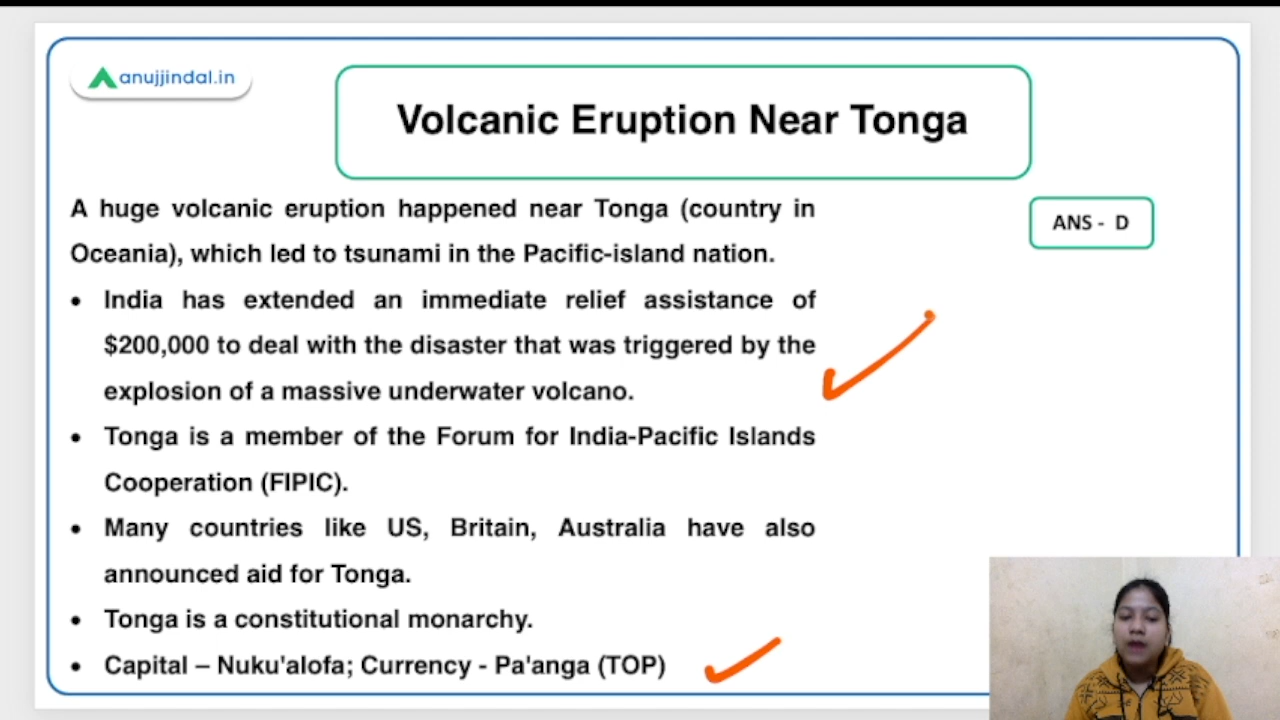 anujjindal.in
Volcanic Eruption Near Tonga
A huge volcanic eruption happened near Tonga (country in
Oceania), which led to tsunami in the Pacific-island nation.
ANS - D
• India has extended an immediate relief assistance of
$200,000 to deal with the disaster that was triggered by the
explosion of a massive underwater volcano.
• Tonga is a member of the Forum for India-Pacific Islands
Cooperation (FIPIC).
• Many countries like US, Britain, Australia have also
announced aid for Tonga.
• Tonga is a constitutional monarchy.
• Capital – Nuku'alofa; Currency - Pa'anga (TOP)